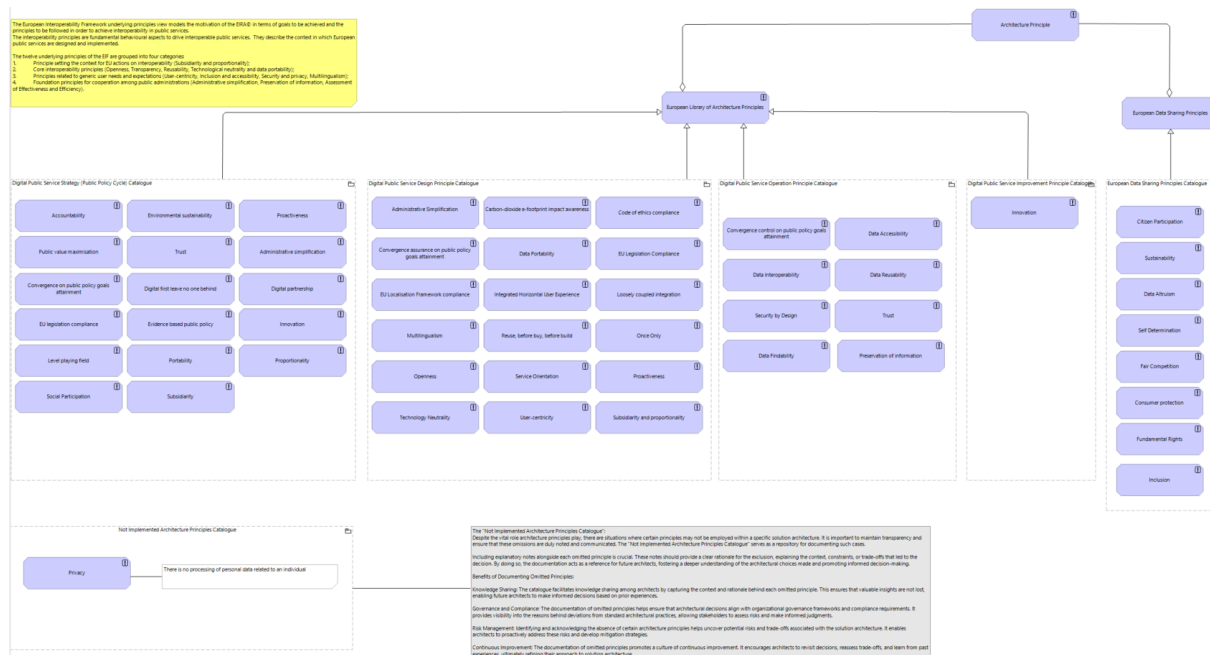 The European Interoperability Framework underlying principles view models the motivation of the EIRA© in terms of goals to be achieved and the
principles to be followed in order to achieve interoperability in public services.
The interoperability principles are fundamental behavioural aspects to drive interoperable public services. They describe the context in which European
public services are designed and implemented.
The twelve underlying principles of the EIF are grouped into four categories:
1. Principle setting the context for EU actions on interoperability (Subsidiarity and proportionality);
2. Core interoperability principles (Openness, Transparency, Reusability, Technological neutrality and data portability);
3. Principles related to generic user needs and expectations (User-centricity, Inclusion and accessibility, Security and privacy, Multilingualism);
4. Foundation principles for cooperation among public administrations (Administrative simplification, Preservation of information, Assessment
of Effectiveness and Efficiency).
Architecture Principle
European Library of Architecture Principles
European Data Sharing Principles
Digital Public Service Strategy (Public Policy Cycle) Catalogue
Accountability
Environmental sustainability
Proactiveness
Public value maximisation
Trust
Administrative simplification
Convergence on public policy goals
attainment
Digital first leave no one behind
Digital partnership
EU legislation compliance
Evidence based public policy
Innovation
Level playing field
Portability
Proportionality
Social Participation
Subsidiarity
Digital Public Service Design Principle Catalogue
Administrative Simplification
Carbon-dioxide e-footprint impact awareness
Code of ethics compliance
Convergence assurance on public policy
goals attainment
Data Portability
EU Legislation Compliance
EU Localisation Framework compliance
Integrated Horizontal User Experience
Loosely coupled integration
Multilingualism
Reuse, before buy, before build
Once Only
Openness
Service Orientation
Proactiveness
Technology Neutrality
User-centricity
Subsidiarity and proportionality
Digital Public Service Operation Principle Catalogue
Convergence control on public policy goals
attainment
Data Accessibility
Data Interoperability
Data Reusability
Security by Design
Trust
Data Findability
Preservation of information
Digital Public Service Improvement Principle Catalogue
Innovation
European Data Sharing Principles Catalogue
Citizen Participation
Sustainability
Data Altruism
Self Determination
Fair Competition
Consumer protection
Fundamental Rights
Inclusion
Not Implemented Architecture Principles Catalogue
Privacy
There is no processing of personal data related to an individual
The "Not Implemented Architecture Principles Catalogue":
Despite the vital role architecture principles play, there are situations where certain principles may not be employed within a specific solution architecture. It is important to maintain transparency and
ensure that these omissions are duly noted and communicated. The "Not Implemented Architecture Principles Catalogue" serves as a repository for documenting such cases.
Including explanatory notes alongside each omitted principle is crucial. These notes should provide a clear rationale for the exclusion, explaining the context, constraints, or trade-offs that led to the
decision. By doing so, the documentation acts as a reference for future architects, fostering a deeper understanding of the architectural choices made and promoting informed decision-making.
Benefits of Documenting Omitted Principles:
Knowledge Sharing: The catalogue facilitates knowledge sharing among architects by capturing the context and rationale behind each omitted principle. This ensures that valuable insights are not lost,
enabling future architects to make informed decisions based on prior experiences.
Governance and Compliance: The documentation of omitted principles helps ensure that architectural decisions align with organizational governance frameworks and compliance requirements. It
provides visibility into the reasons behind deviations from standard architectural practices, allowing stakeholders to assess risks and make informed judgments.
Risk Management: Identifying and acknowledging the absence of certain architecture principles helps uncover potential risks and trade-offs associated with the solution architecture. It enables
architects to proactively address these risks and develop mitigation strategies.
Continuous Improvement: The documentation of omitted principles promotes a culture of continuous improvement. It encourages architects to revisit decisions, reassess trade-offs, and learn from past
experiences, ultimately refining their approach to solution architecture.